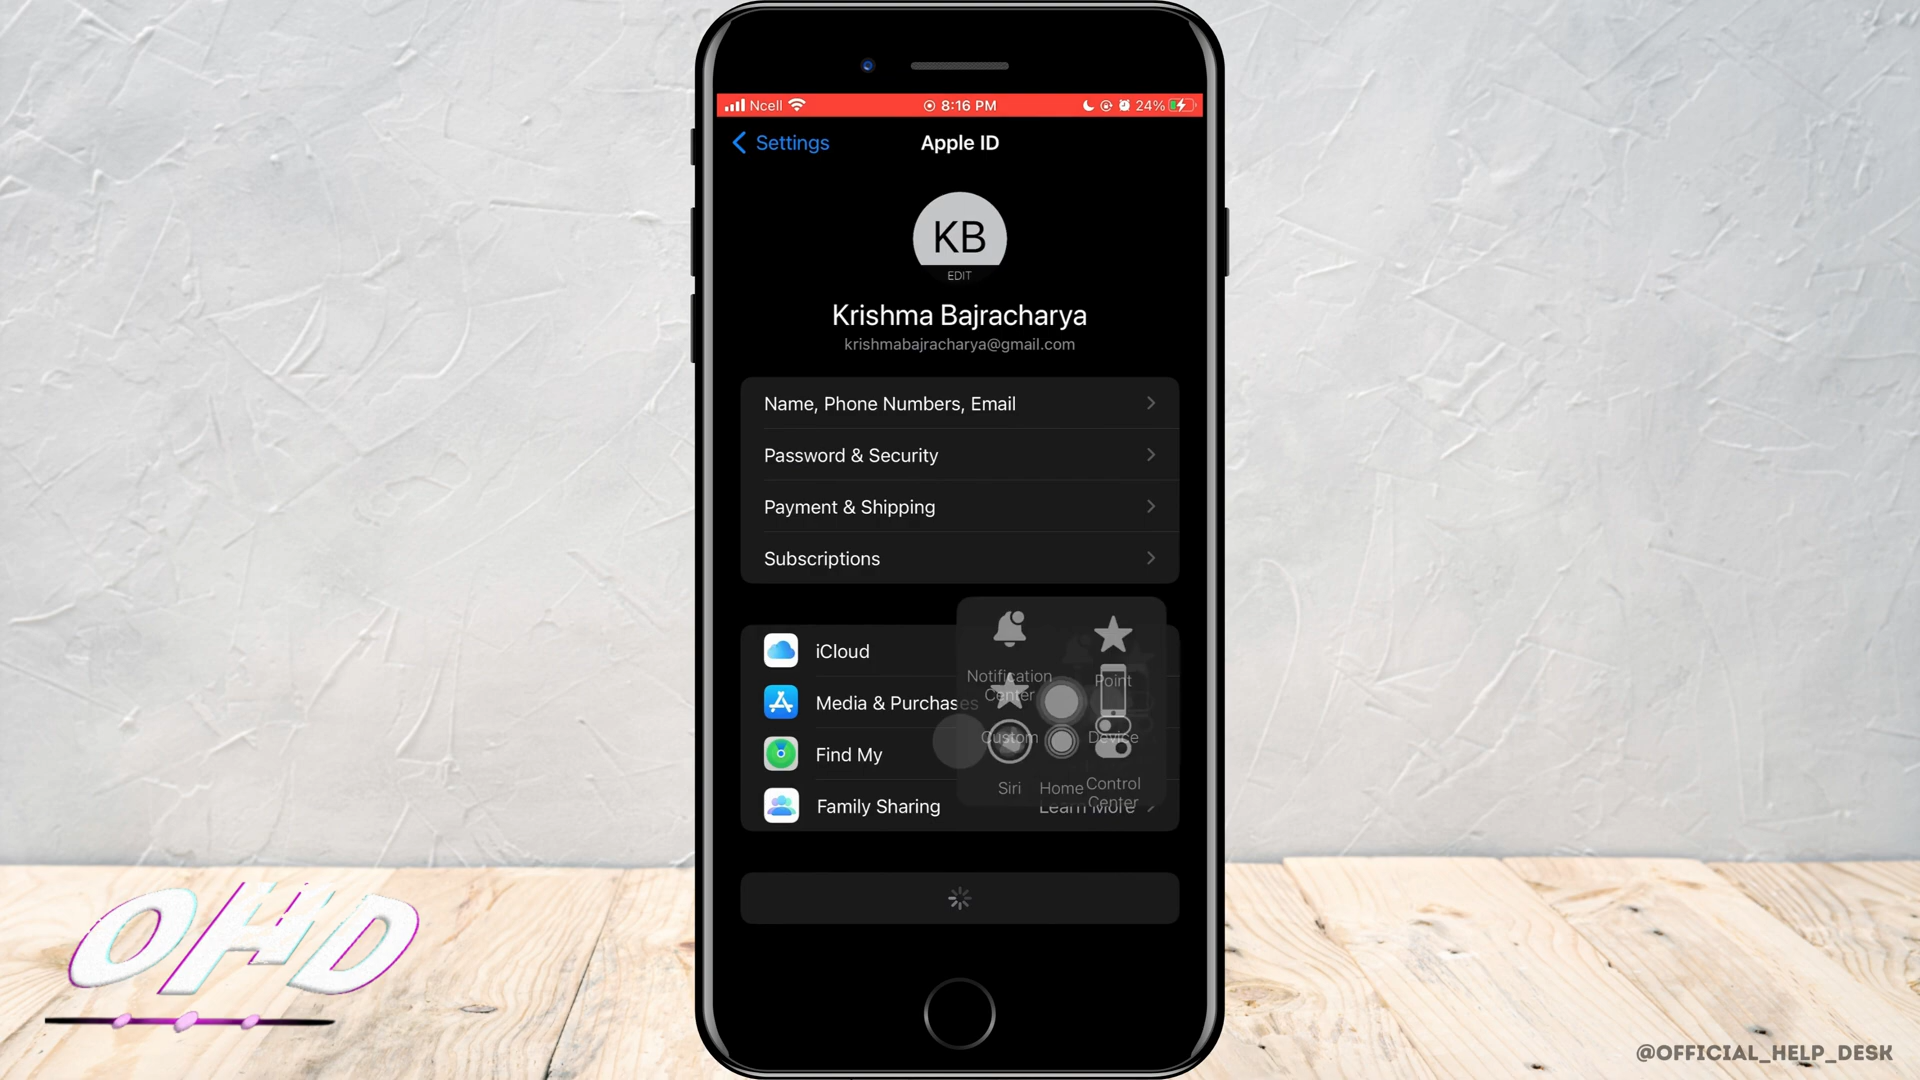 Ncell 8:16 PM 24%
Settings Apple ID
KB
EDIT
Krishma Bajracharya
krishmabajracharya@gmail.com
Name, Phone Numbers, Email
Password & Security
Payment & Shipping
Subscriptions
iCloud
Notification Center
Point
Media & Purchases
Custom
Device
Find My
Siri
Home
Control Center
Family Sharing Learn More
OHD
@OFFICIAL_HELP_DESK